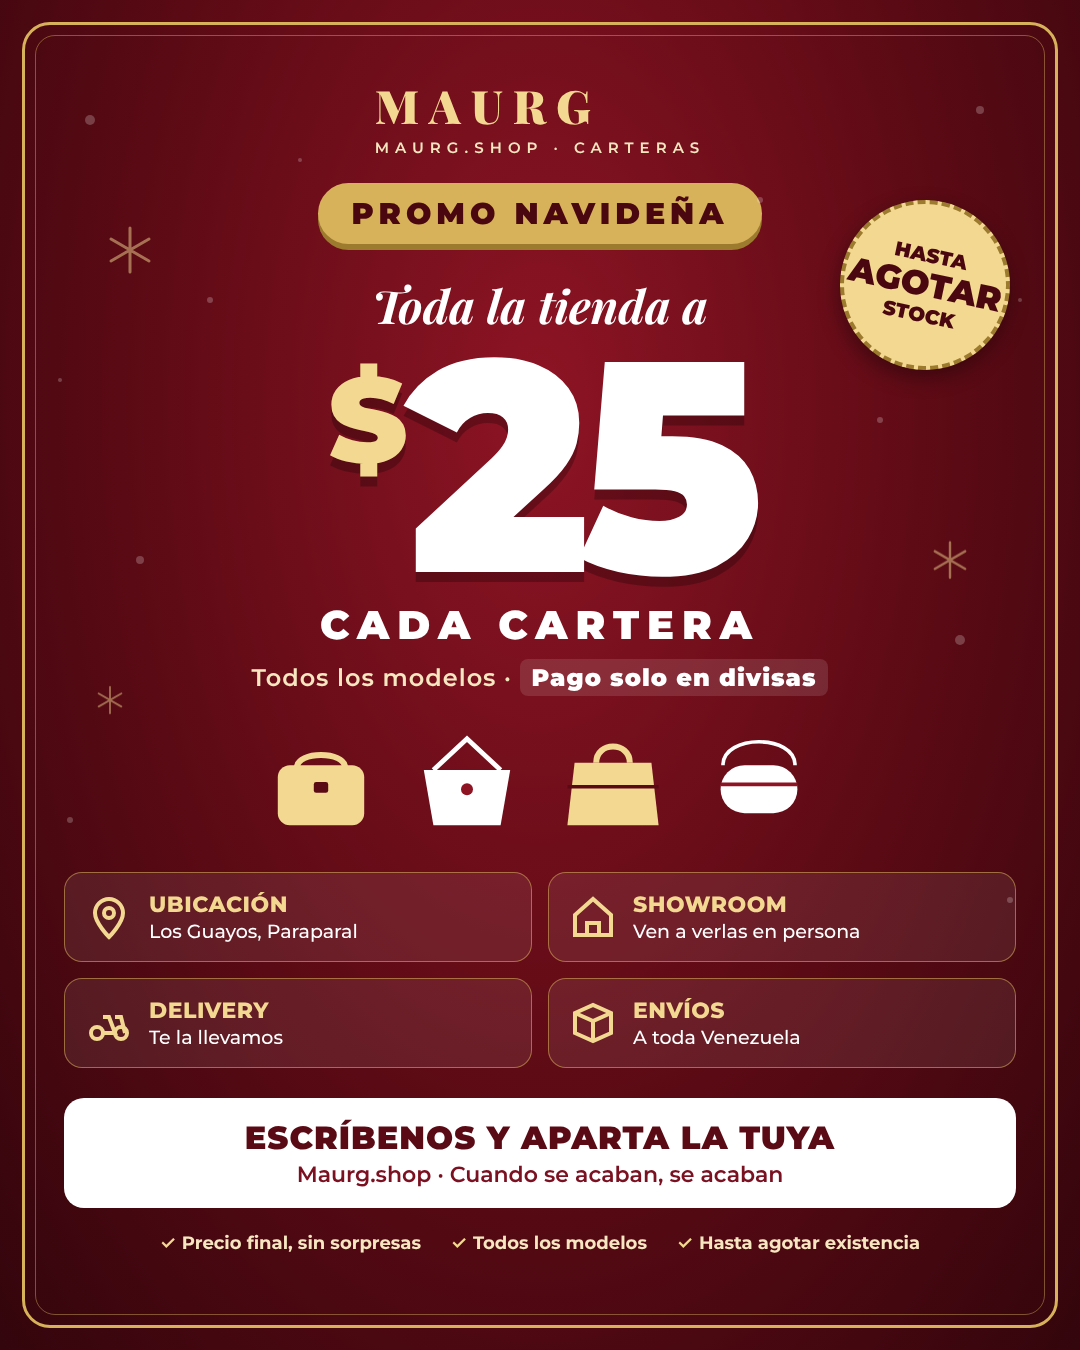 MAURG
MAURG.SHOP · CARTERAS
PROMO NAVIDEÑA
HASTA
AGOTAR
STOCK
Toda la tienda a
$25
CADA CARTERA
Todos los modelos · Pago solo en divisas
UBICACIÓN
Los Guayos, Paraparal
SHOWROOM
Ven a verlas en persona
DELIVERY
Te la llevamos
ENVÍOS
A toda Venezuela
ESCRÍBENOS Y APARTA LA TUYA
Maurg.shop · Cuando se acaban, se acaban
✓ Precio final, sin sorpresas ✓ Todos los modelos ✓ Hasta agotar existencia